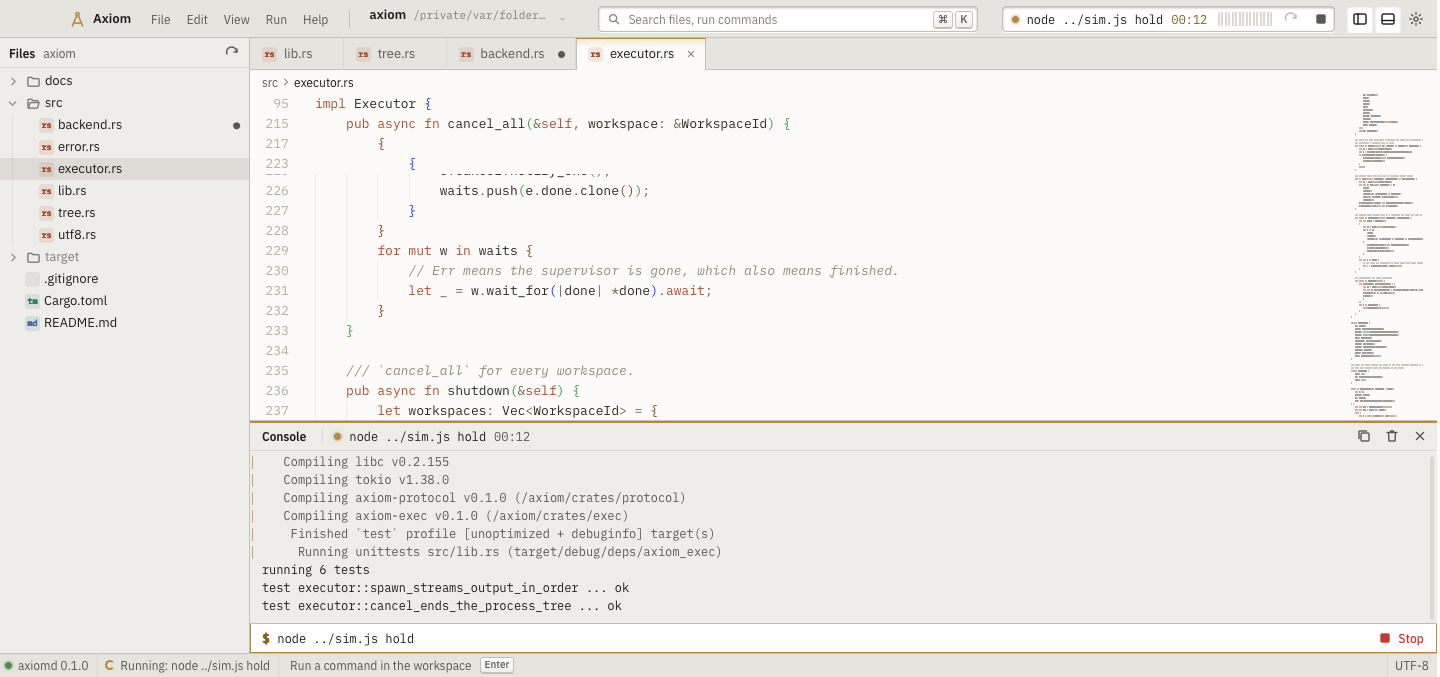 Axiom File Edit View Run Help axiom /private/var/folder… Search files, run commands ⌘ K node ../sim.js hold 00:12
Files axiom
docs
src
backend.rs
error.rs
executor.rs
lib.rs
tree.rs
utf8.rs
target
.gitignore
Cargo.toml
README.md
lib.rs tree.rs backend.rs executor.rs
src > executor.rs
95 impl Executor {
215 pub async fn cancel_all(&self, workspace: &WorkspaceId) {
217 {
223 {
226 waits.push(e.done.clone());
227 }
228 }
229 for mut w in waits {
230 // Err means the supervisor is gone, which also means finished.
231 let _ = w.wait_for(|done| *done).await;
232 }
233 }
234
235 /// `cancel_all` for every workspace.
236 pub async fn shutdown(&self) {
237 let workspaces: Vec<WorkspaceId> = {
Console node ../sim.js hold 00:12
Compiling libc v0.2.155
Compiling tokio v1.38.0
Compiling axiom-protocol v0.1.0 (/axiom/crates/protocol)
Compiling axiom-exec v0.1.0 (/axiom/crates/exec)
Finished `test` profile [unoptimized + debuginfo] target(s)
Running unittests src/lib.rs (target/debug/deps/axiom_exec)
running 6 tests
test executor::spawn_streams_output_in_order ... ok
test executor::cancel_ends_the_process_tree ... ok
$ node ../sim.js hold Stop
axiomd 0.1.0 Running: node ../sim.js hold Run a command in the workspace Enter UTF-8